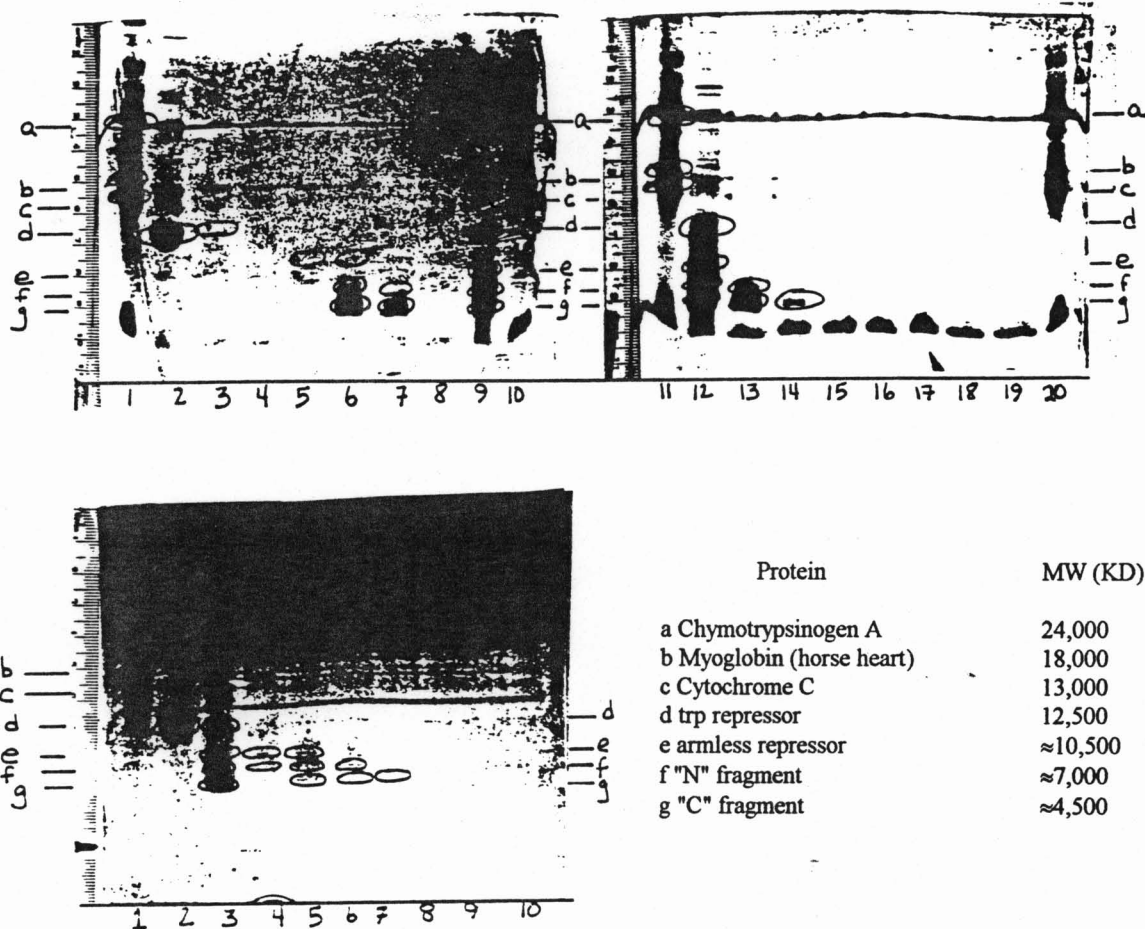 a a a
b b b
c c c
d d d
e e e
f f f
g g g
1 2 3 4 5 6 7 8 9 10 11 12 13 14 15 16 17 18 19 20
b
c
d d
e e
f f
g g
1 2 3 4 5 6 7 8 9 10
Protein MW (KD)
a Chymotrypsinogen A 24,000
b Myoglobin (horse heart) 18,000
c Cytochrome C 13,000
d trp repressor 12,500
e armless repressor ≈10,500
f "N" fragment ≈7,000
g "C" fragment ≈4,500